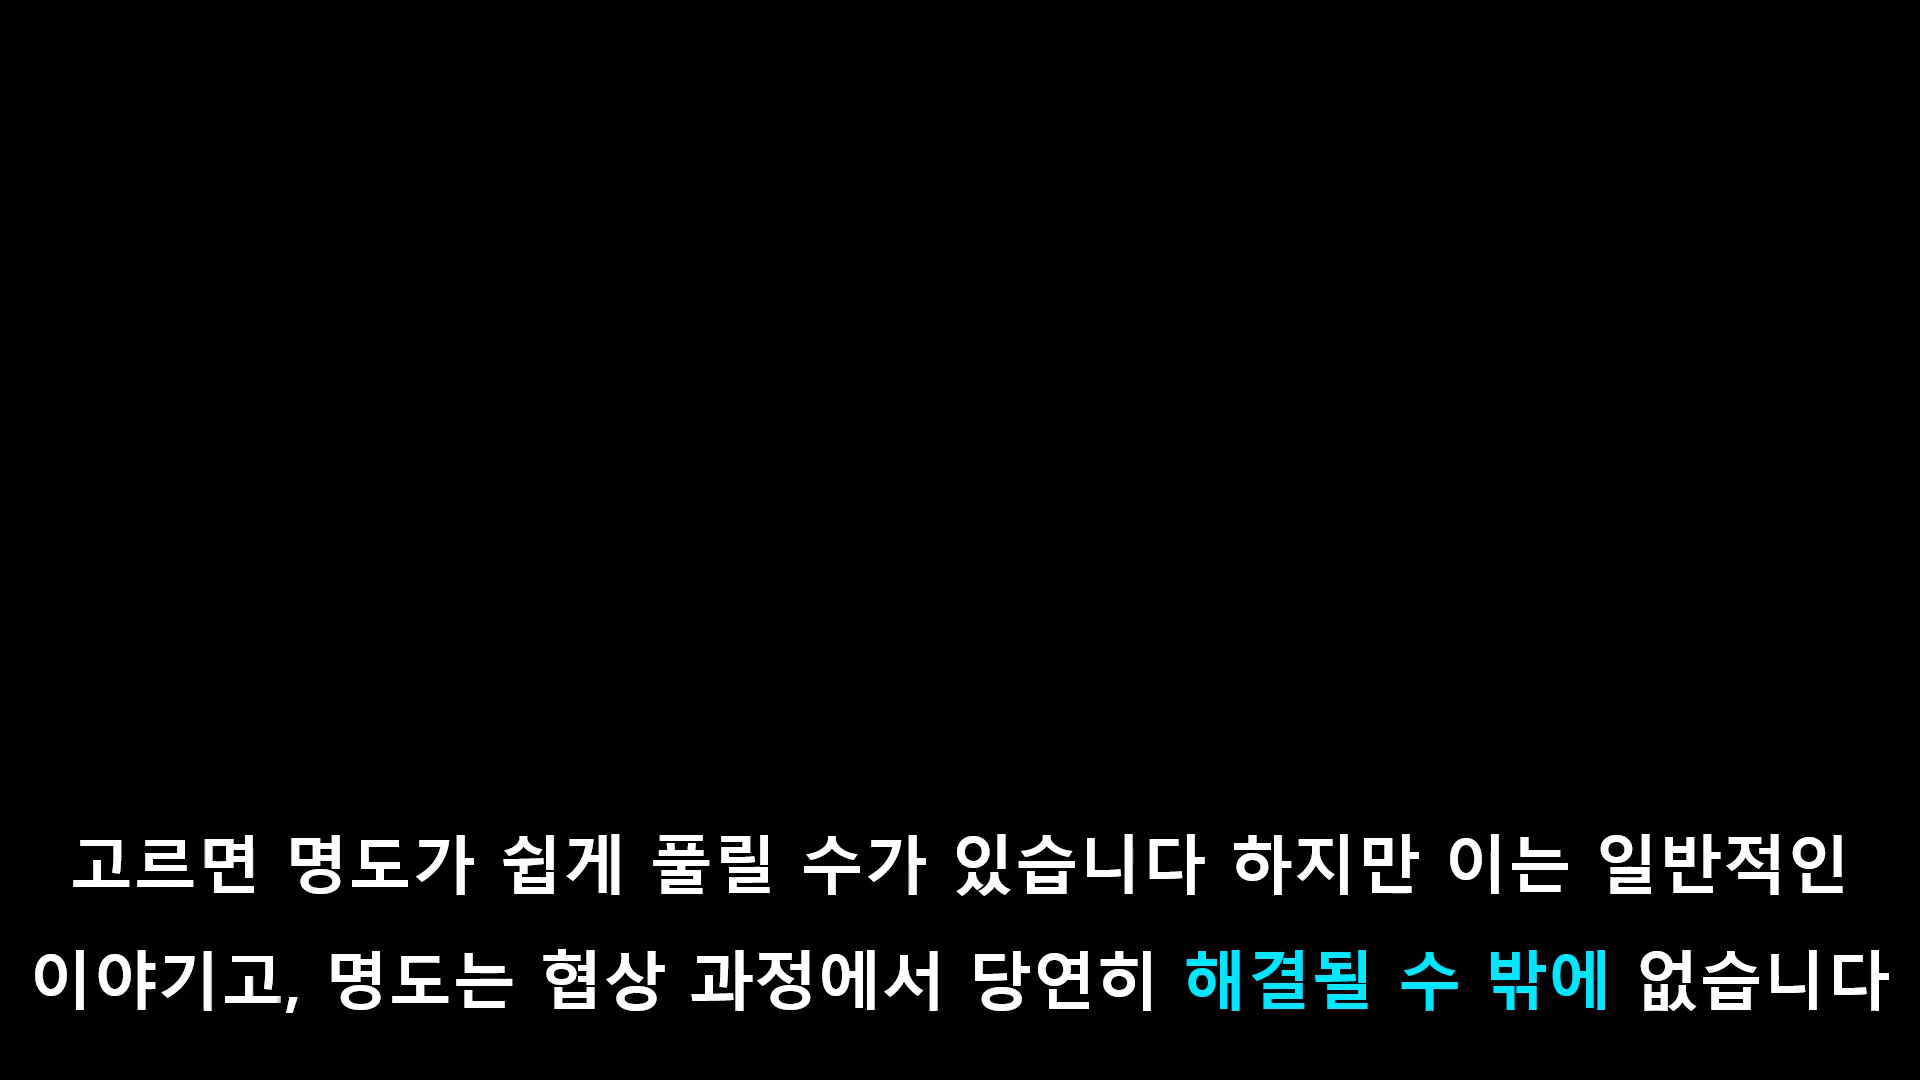 고르면 명도가 쉽게 풀릴 수가 있습니다 하지만 이는 일반적인
이야기고, 명도는 협상 과정에서 당연히 해결될 수 밖에 없습니다